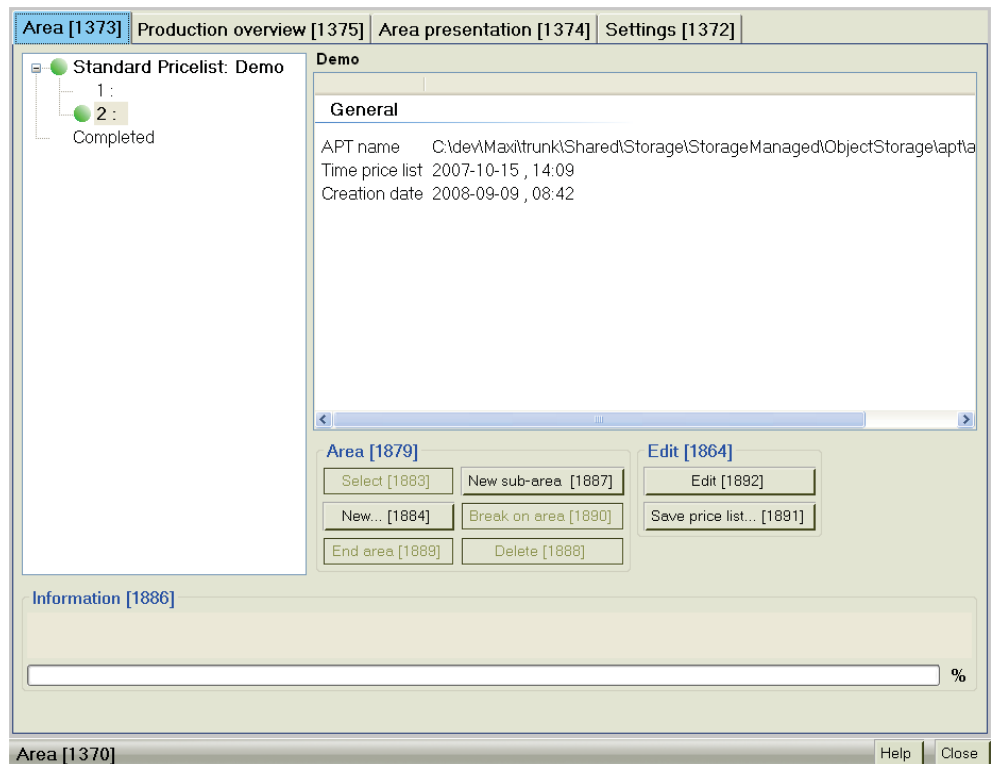 Area [1373] Production overview [1375] Area presentation [1374] Settings [1372]
Standard Pricelist: Demo
1 :
2 :
Completed
Demo
General
APT name C:\dev\Maxi\trunk\Shared\Storage\StorageManaged\ObjectStorage\apt\a
Time price list 2007-10-15 , 14:09
Creation date 2008-09-09 , 08:42
Area [1879] Edit [1864]
Select [1883] New sub-area [1887] Edit [1892]
New... [1884] Break on area [1890] Save price list... [1891]
End area [1889] Delete [1888]
Information [1886]
%
Area [1370] Help Close